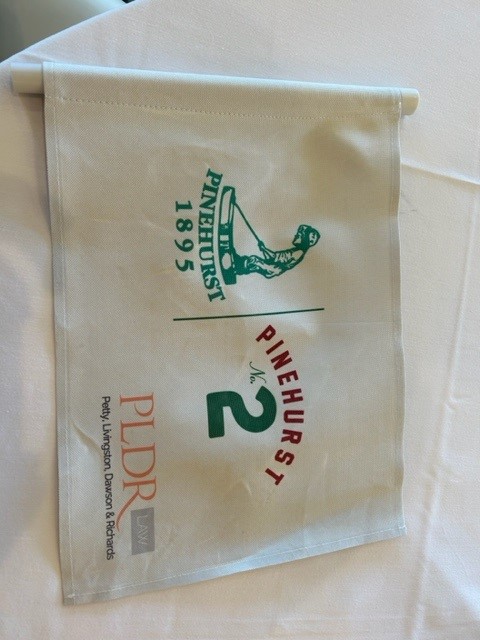 PINEHURST
1895
PINEHURST
No.
2
PLDR LAW
Petty, Livingston, Dawson & Richards